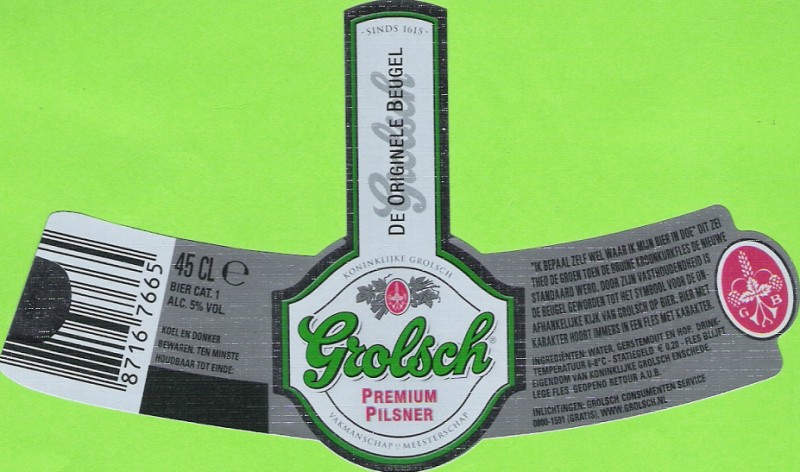 - SINDS 1615 -
Grolsch
DE ORIGINELE BEUGEL
KONINKLIJKE GROLSCH
Grolsch®
PREMIUM
PILSNER
VAKMANSCHAP IS MEESTERSCHAP
8716 7665
45 CL ℮
BIER CAT. 1
ALC. 5% VOL.
KOEL EN DONKER
BEWAREN. TEN MINSTE
HOUDBAAR TOT EINDE:
"IK BEPAAL ZELF WEL WAAR IK MIJN BIER IN DOE" DIT ZEI
THEO DE GROEN TOEN DE BRUINE KROONKURKFLES DE NIEUWE
STANDAARD WERD. DOOR ZIJN VASTHOUDENDHEID IS
DE BEUGEL GEWORDEN TOT HET SYMBOOL VOOR DE ON-
AFHANKELIJKE KIJK VAN GROLSCH OP BIER. BIER MET
KARAKTER HOORT IMMERS IN EEN FLES MET KARAKTER.
INGREDIËNTEN: WATER, GERSTEMOUT EN HOP. DRINK-
TEMPERATUUR 6-8°C - STATIEGELD € 0,20 - FLES BLIJFT
EIGENDOM VAN KONINKLIJKE GROLSCH ENSCHEDE.
LEGE FLES GEOPEND RETOUR A.U.B.
INLICHTINGEN: GROLSCH CONSUMENTEN SERVICE
0800-1501 (GRATIS), WWW.GROLSCH.NL
G B